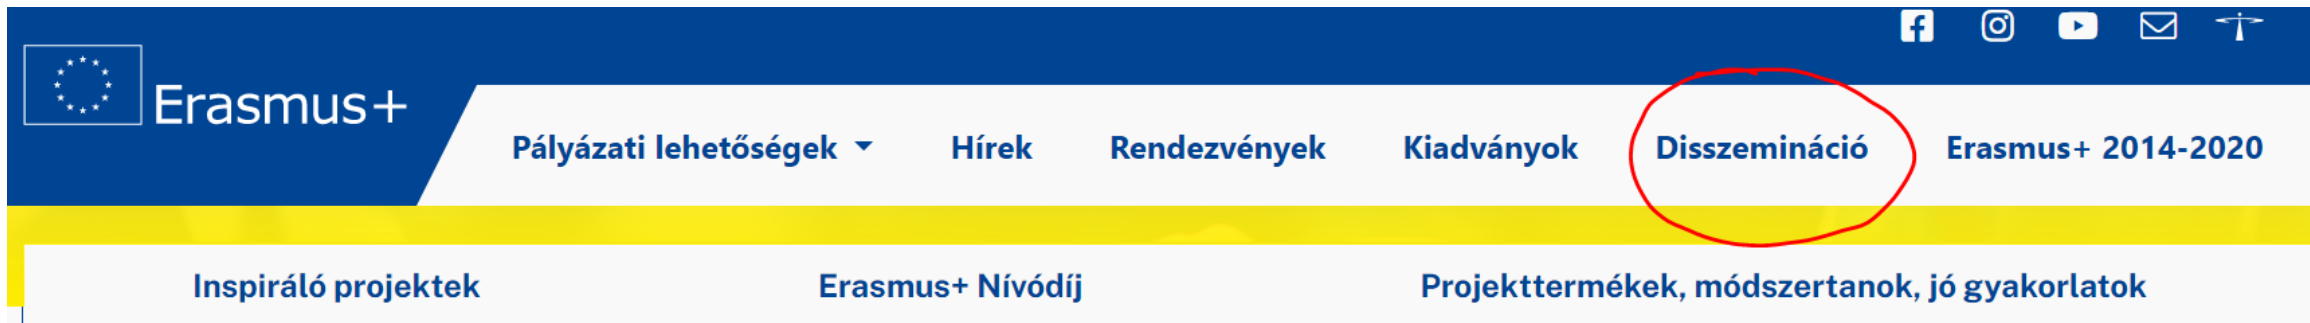 Erasmus+
Pályázati lehetőségek Hírek Rendezvények Kiadványok Disszemináció Erasmus+ 2014-2020
Inspiráló projektek Erasmus+ Nívódíj Projekttermékek, módszertanok, jó gyakorlatok